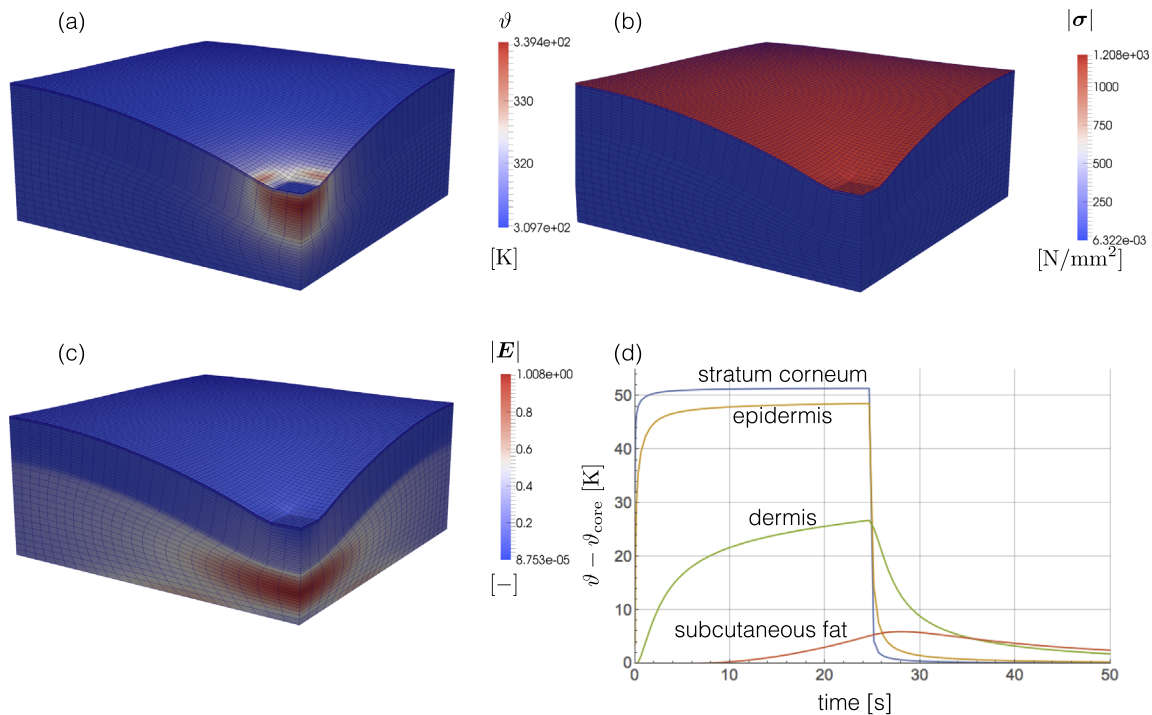 (a)
ϑ
3.394e+02
330
320
3.097e+02
[K]
(b)
|σ|
1.208e+03
1000
750
500
250
6.322e-03
[N/mm²]
(c)
|E|
1.008e+00
0.8
0.6
0.4
0.2
8.753e-05
[−]
(d)
stratum corneum
epidermis
dermis
subcutaneous fat
ϑ − ϑcore [K]
50
40
30
20
10
0
0 10 20 30 40 50
time [s]